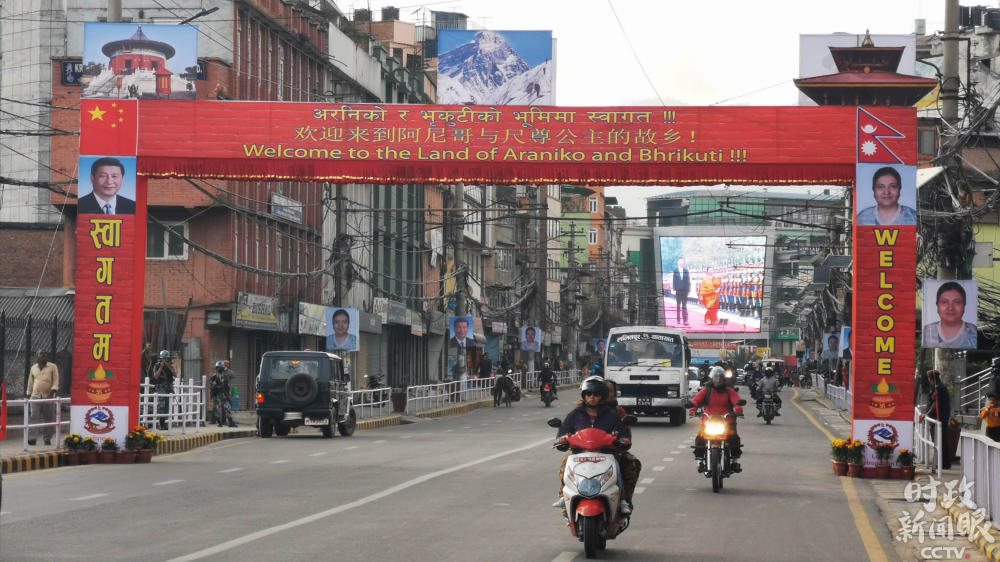 अरनिको र भृकुटीको भूमिमा स्वागत !!!
欢迎来到阿尼哥与尺尊公主的故乡！
Welcome to the Land of Araniko and Bhrikuti !!!
स्वागतम
WELCOME
时政
新闻眼
CCTV